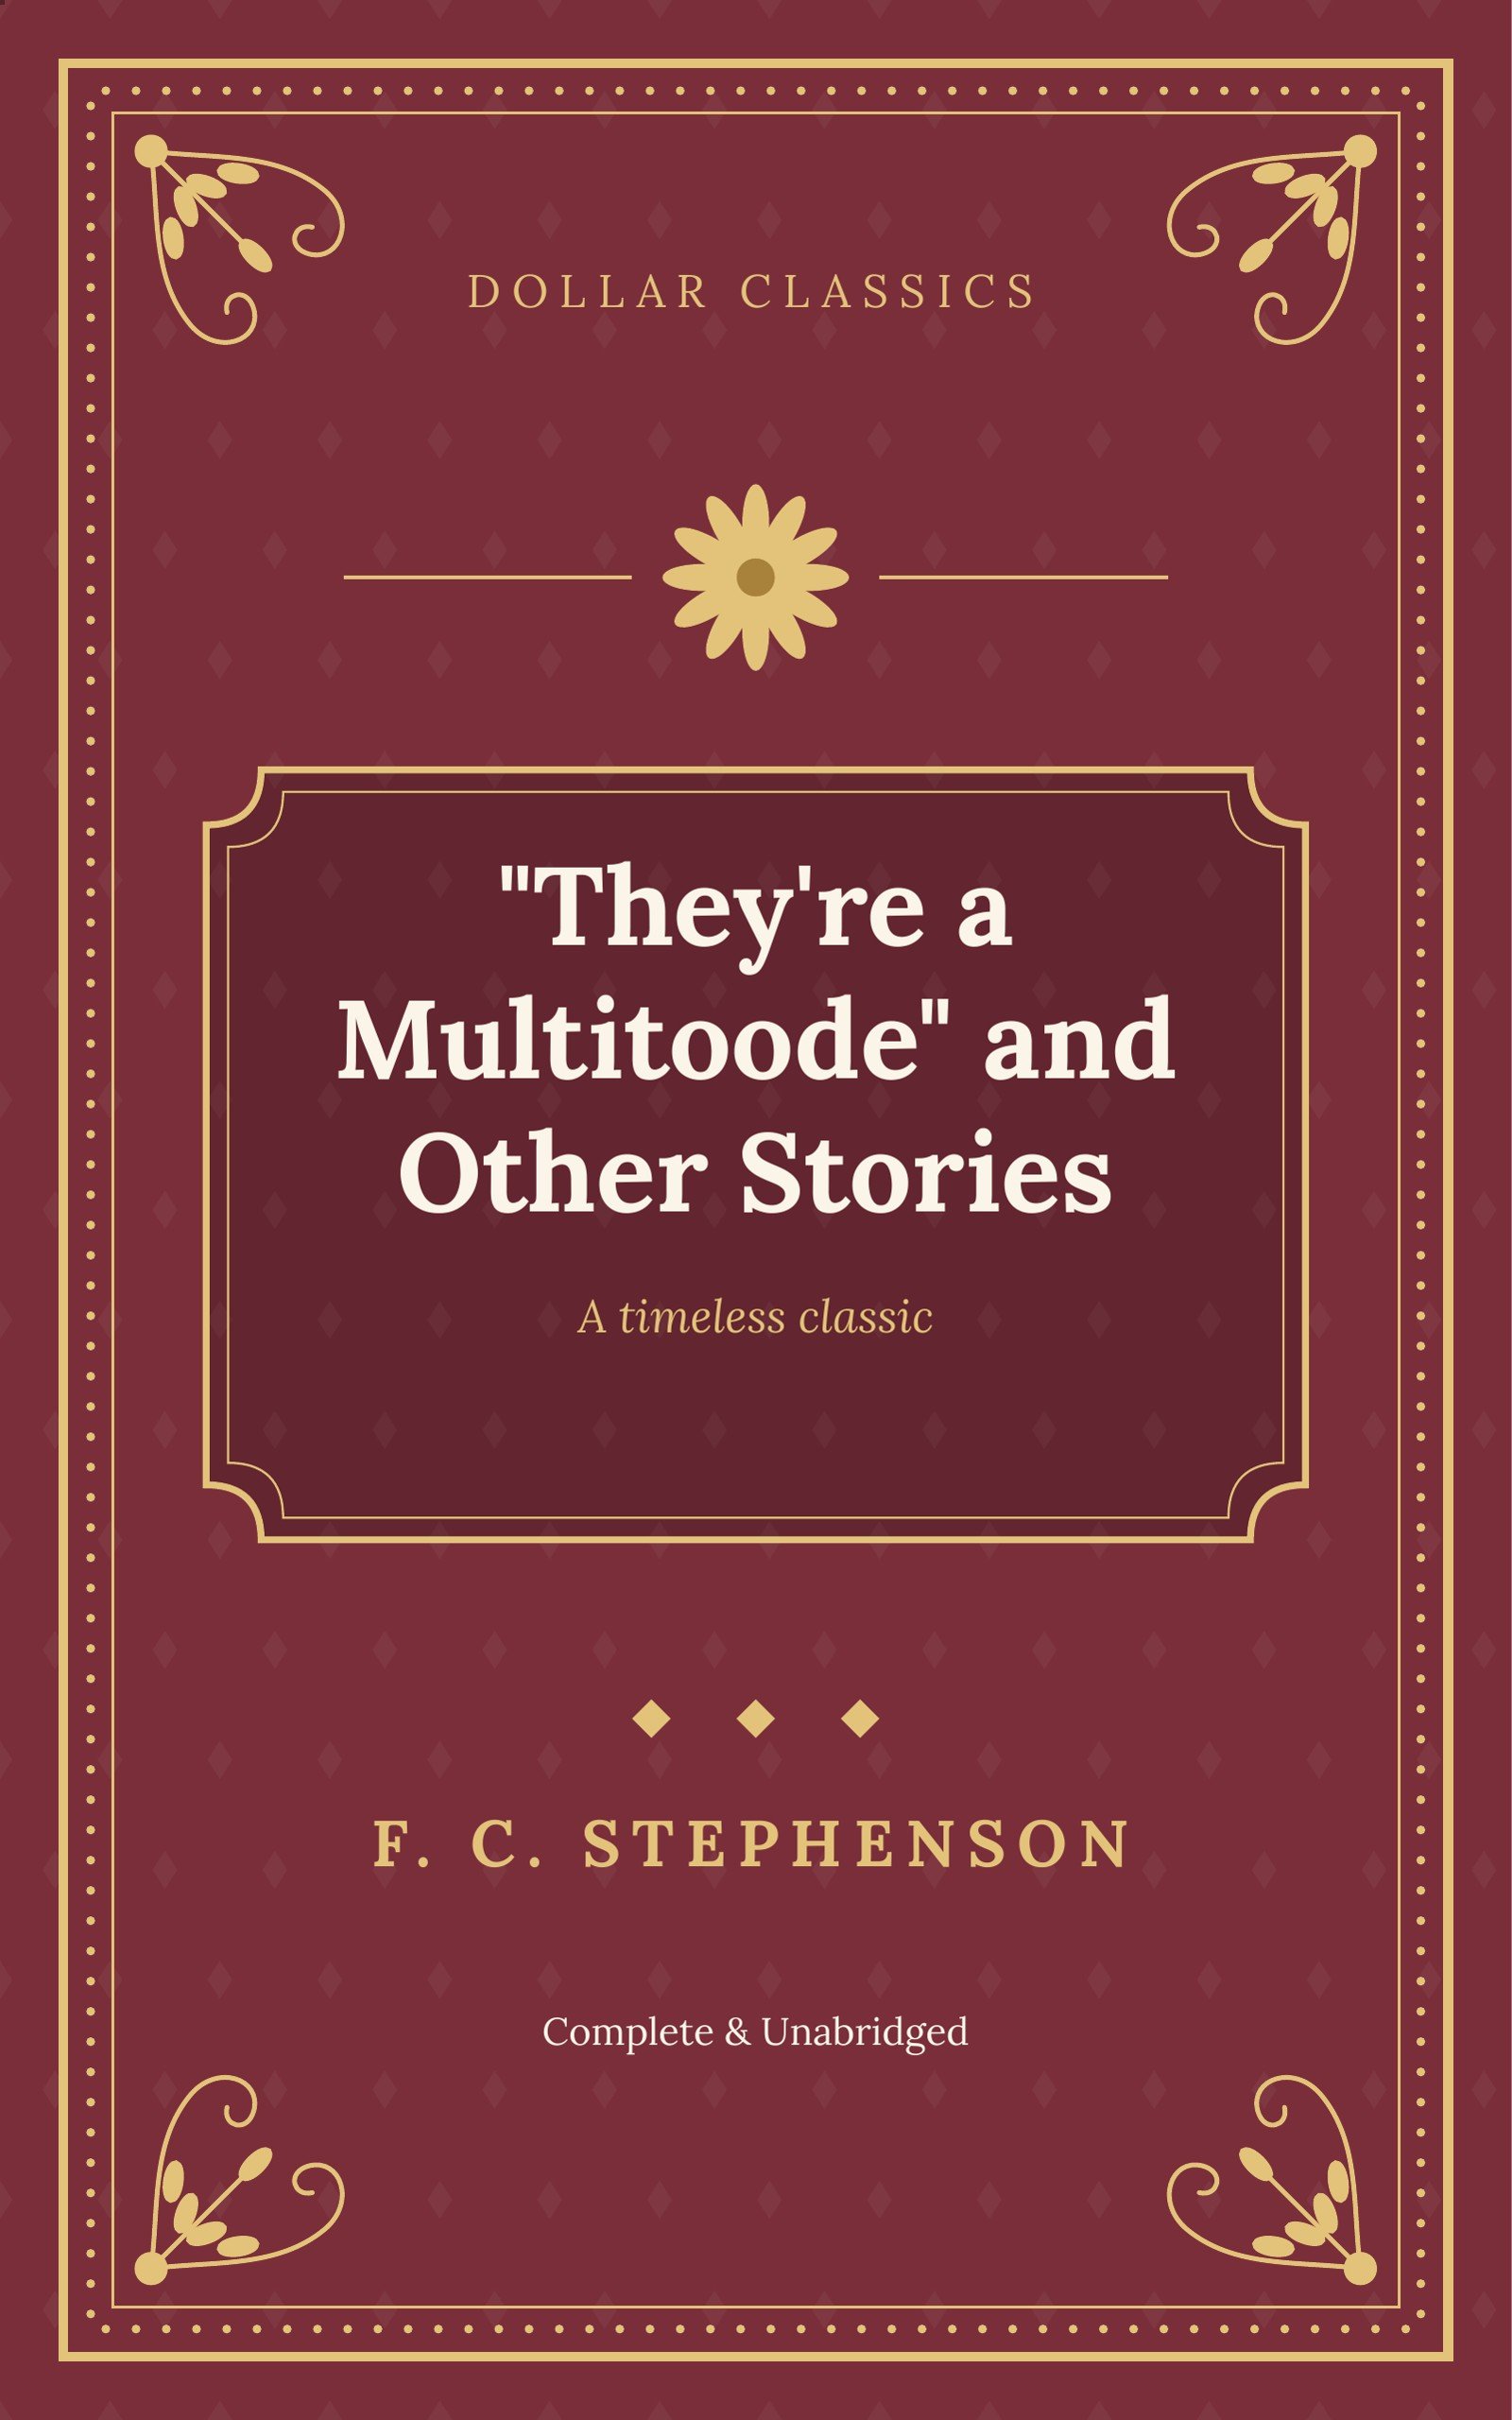 DOLLAR CLASSICS
"They're a
Multitoode" and
Other Stories
A timeless classic
F. C. STEPHENSON
Complete & Unabridged